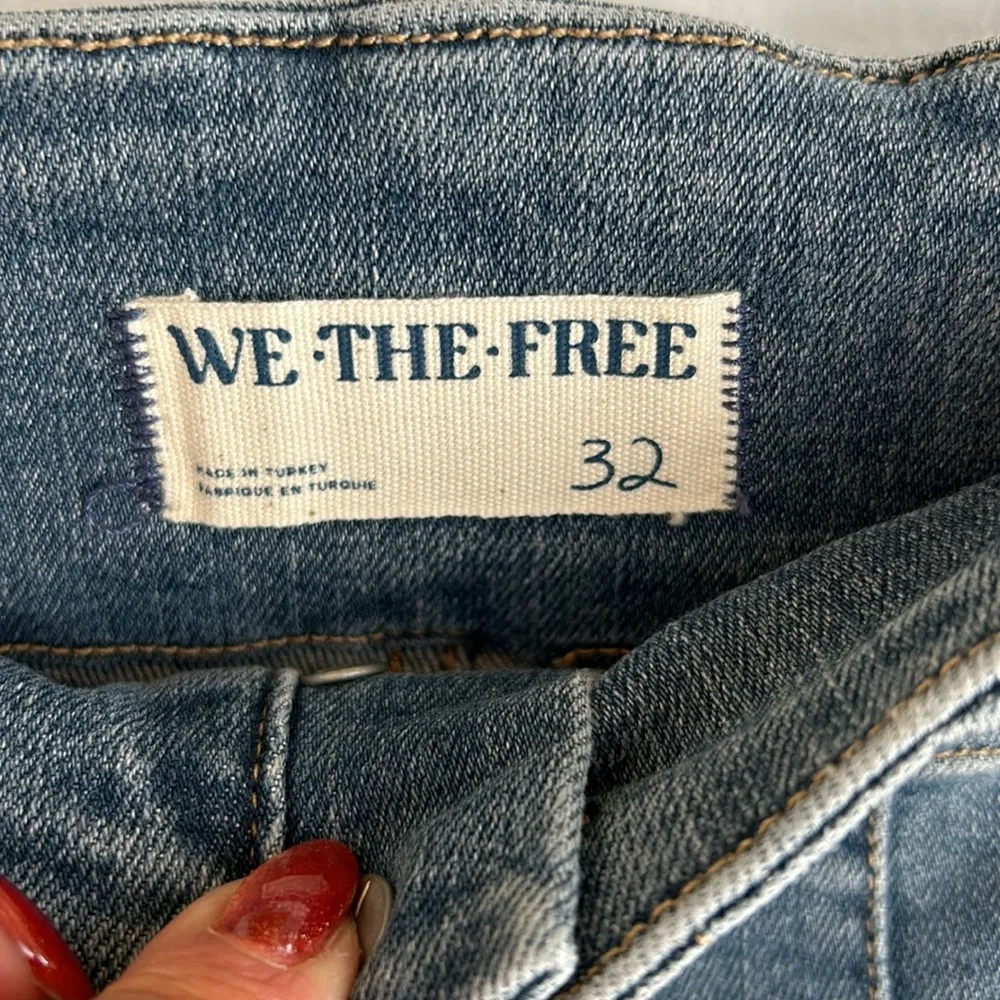 WE·THE·FREE
32
MADE IN TURKEY
FABRIQUE EN TURQUIE